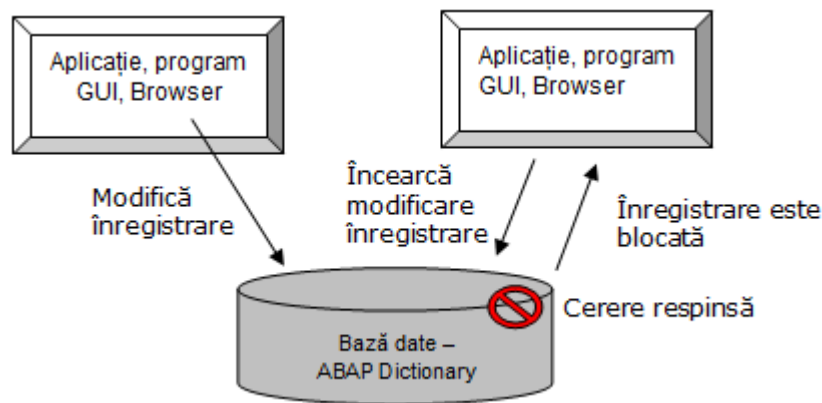 Aplicație, program
GUI, Browser
Aplicație, program
GUI, Browser
Modifică
înregistrare
Încearcă
modificare
înregistrare
Înregistrare este
blocată
Cerere respinsă
Bază date –
ABAP Dictionary